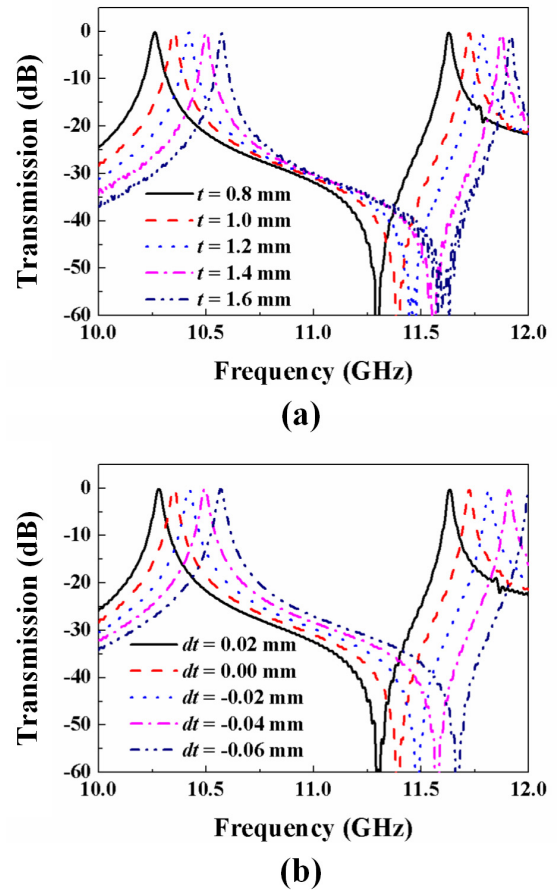 0
-10
-20
-30
-40
-50
-60
Transmission (dB)
t = 0.8 mm
t = 1.0 mm
t = 1.2 mm
t = 1.4 mm
t = 1.6 mm
10.0 10.5 11.0 11.5 12.0
Frequency (GHz)
(a)
0
-10
-20
-30
-40
-50
-60
Transmission (dB)
dt = 0.02 mm
dt = 0.00 mm
dt = -0.02 mm
dt = -0.04 mm
dt = -0.06 mm
10.0 10.5 11.0 11.5 12.0
Frequency (GHz)
(b)